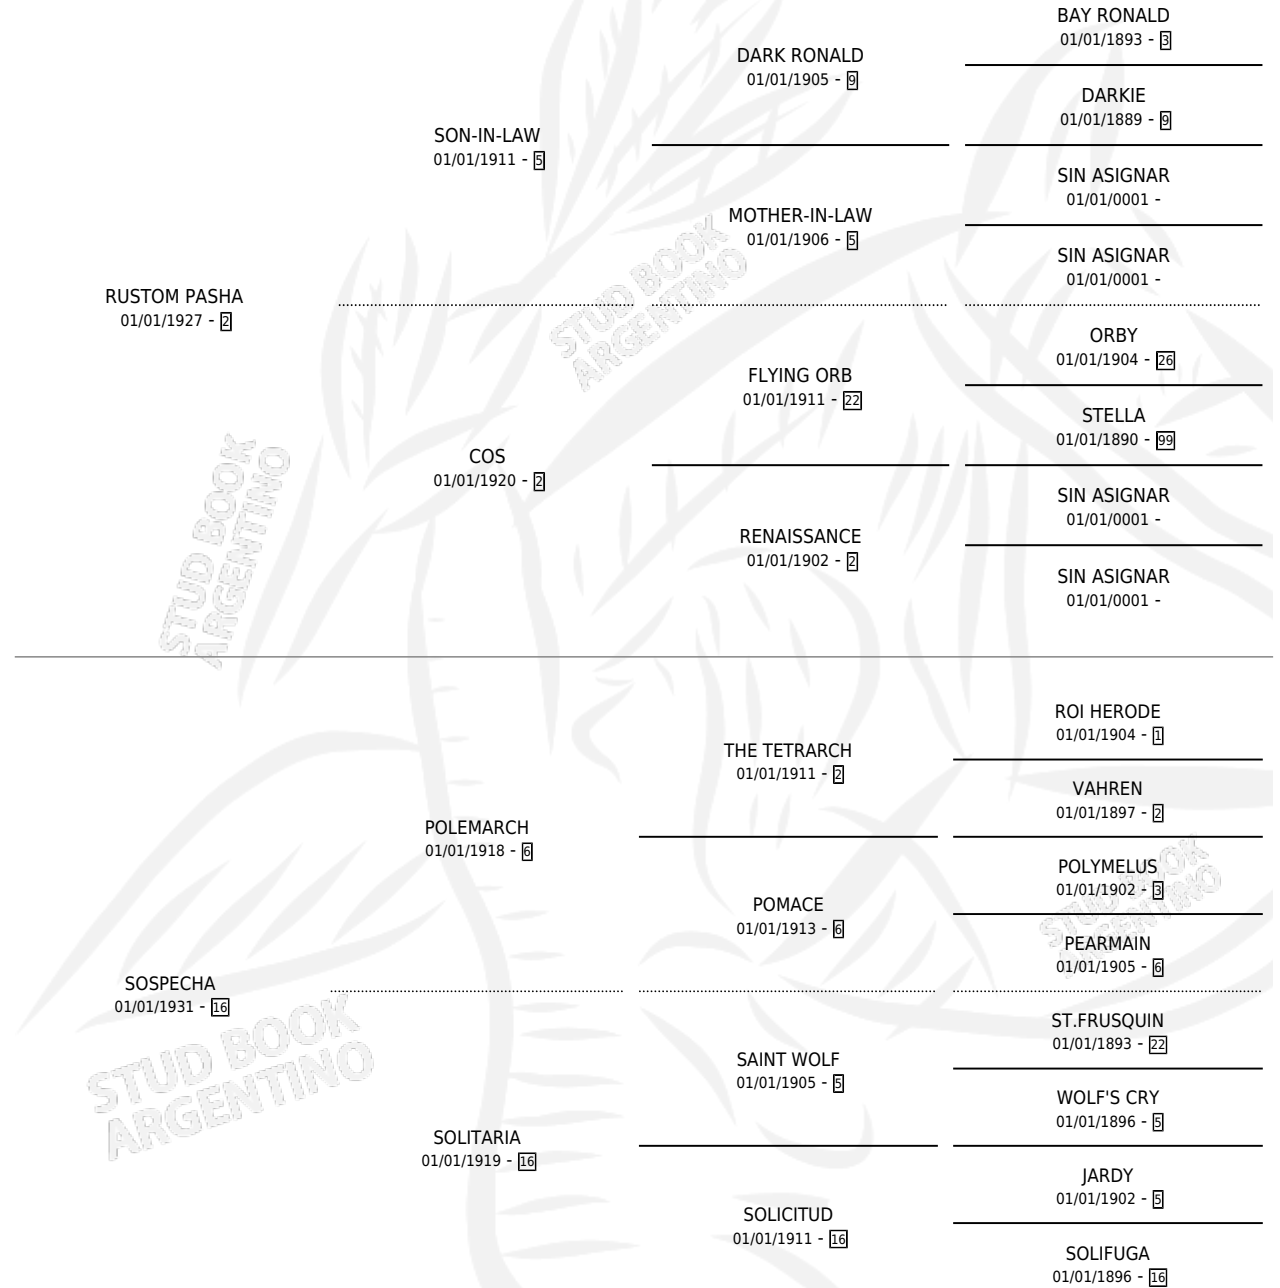 BAY RONALD
01/01/1893 - 3
DARK RONALD
01/01/1905 - 9
DARKIE
01/01/1889 - 9
SON-IN-LAW
01/01/1911 - 5
SIN ASIGNAR
01/01/0001 -
MOTHER-IN-LAW
01/01/1906 - 5
SIN ASIGNAR
01/01/0001 -
RUSTOM PASHA
01/01/1927 - 2
ORBY
01/01/1904 - 26
FLYING ORB
01/01/1911 - 22
STELLA
01/01/1890 - 99
COS
01/01/1920 - 2
SIN ASIGNAR
01/01/0001 -
RENAISSANCE
01/01/1902 - 2
SIN ASIGNAR
01/01/0001 -
ROI HERODE
01/01/1904 - 1
THE TETRARCH
01/01/1911 - 2
VAHREN
01/01/1897 - 2
POLEMARCH
01/01/1918 - 6
POLYMELUS
01/01/1902 - 3
POMACE
01/01/1913 - 6
PEARMAIN
01/01/1905 - 6
SOSPECHA
01/01/1931 - 16
ST.FRUSQUIN
01/01/1893 - 22
SAINT WOLF
01/01/1905 - 5
WOLF'S CRY
01/01/1896 - 5
SOLITARIA
01/01/1919 - 16
JARDY
01/01/1902 - 5
SOLICITUD
01/01/1911 - 16
SOLIFUGA
01/01/1896 - 16
STUD BOOK
ARGENTINO
STUD BOOK
ARGENTINO
STUD BOOK
ARGENTINO
STUD BOOK
ARGENTINO